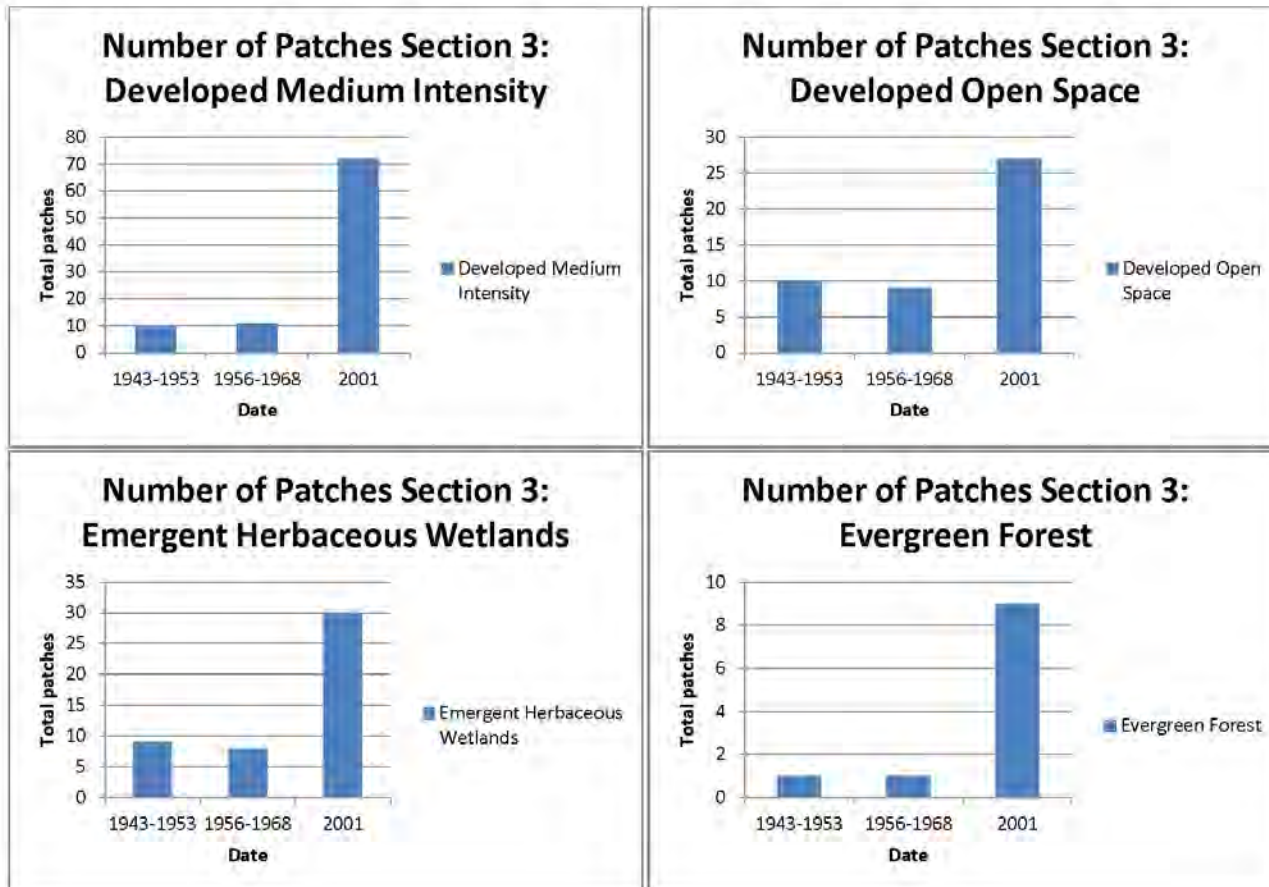 Number of Patches Section 3:
Developed Medium Intensity
80
70
60
50
40
30
20
10
0
Total patches
1943-1953 1956-1968 2001
Date
Developed Medium
Intensity
Number of Patches Section 3:
Developed Open Space
30
25
20
15
10
5
0
Total patches
1943-1953 1956-1968 2001
Date
Developed Open
Space
Number of Patches Section 3:
Emergent Herbaceous Wetlands
35
30
25
20
15
10
5
0
Total patches
1943-1953 1956-1968 2001
Date
Emergent Herbaceous
Wetlands
Number of Patches Section 3:
Evergreen Forest
10
8
6
4
2
0
Total patches
1943-1953 1956-1968 2001
Date
Evergreen Forest